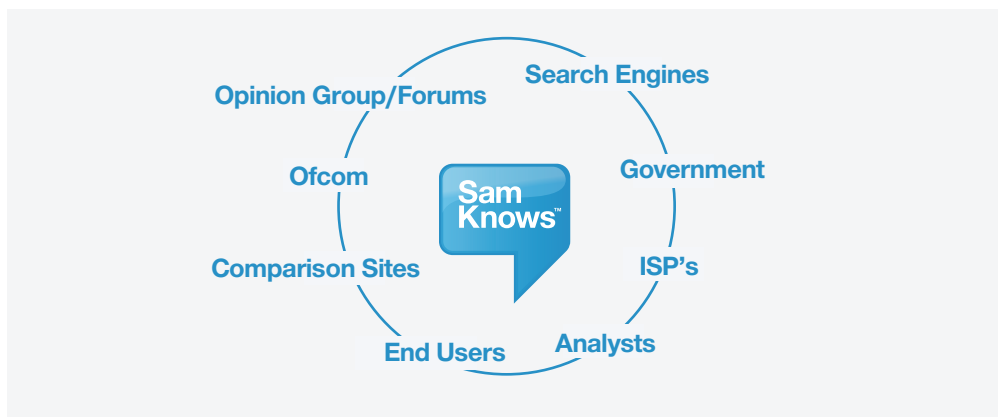 Search Engines
Opinion Group/Forums
Government
Ofcom
Sam
Knows™
Comparison Sites
ISP's
Analysts
End Users